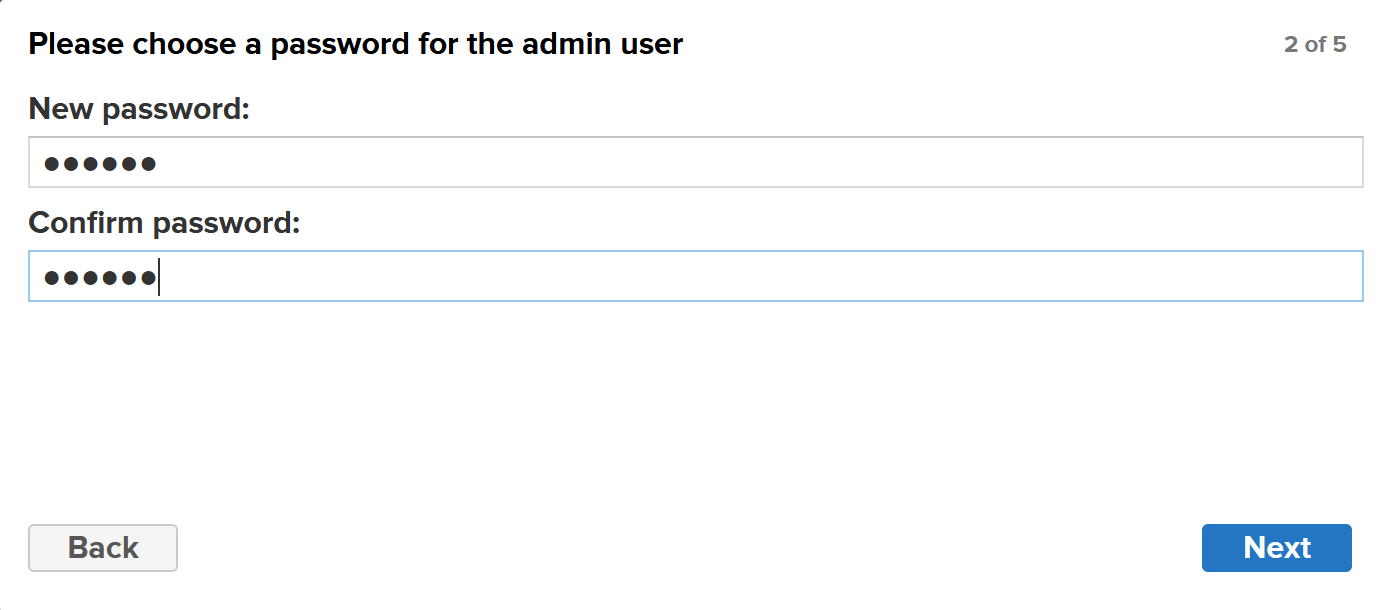 Please choose a password for the admin user
2 of 5
New password:
●●●●●●
Confirm password:
●●●●●●
Back
Next